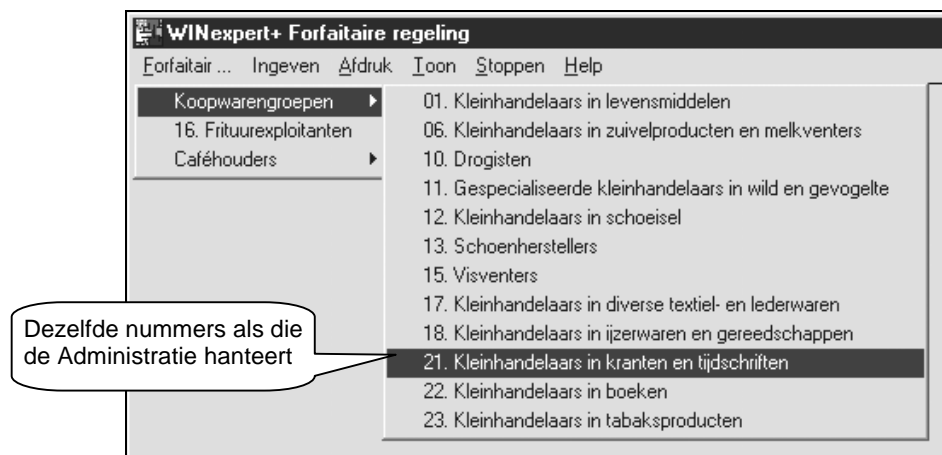 WINexpert+ Forfaitaire regeling
Forfaitair ... Ingeven Afdruk Toon Stoppen Help
Koopwarengroepen
16. Frituurexploitanten
Caféhouders
01. Kleinhandelaars in levensmiddelen
06. Kleinhandelaars in zuivelproducten en melkventers
10. Drogisten
11. Gespecialiseerde kleinhandelaars in wild en gevogelte
12. Kleinhandelaars in schoeisel
13. Schoenherstellers
15. Visventers
17. Kleinhandelaars in diverse textiel- en lederwaren
18. Kleinhandelaars in ijzerwaren en gereedschappen
21. Kleinhandelaars in kranten en tijdschriften
22. Kleinhandelaars in boeken
23. Kleinhandelaars in tabaksproducten
Dezelfde nummers als die
de Administratie hanteert